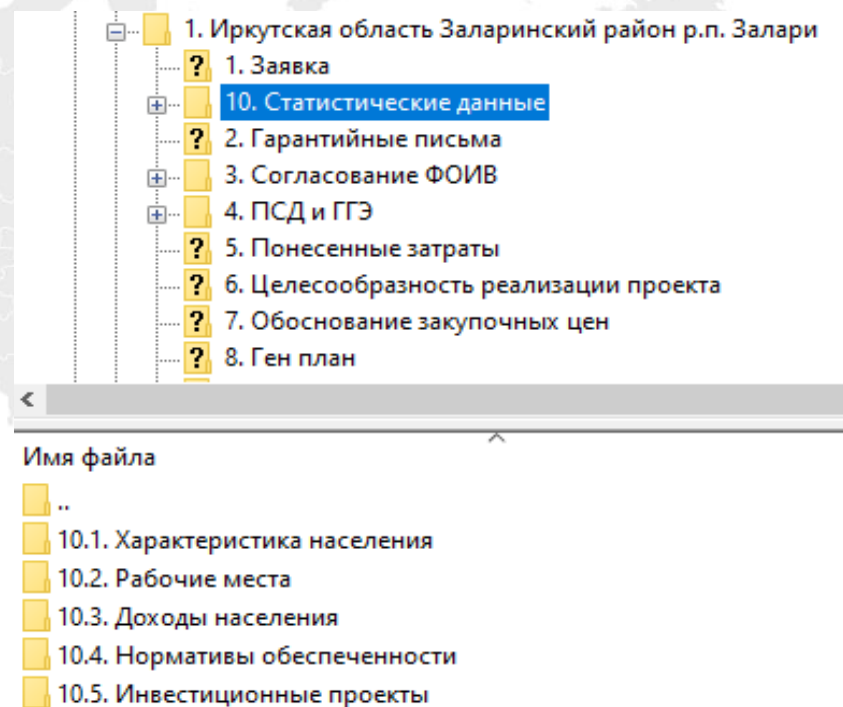 1. Иркутская область Заларинский район р.п. Залари
1. Заявка
10. Статистические данные
2. Гарантийные письма
3. Согласование ФОИВ
4. ПСД и ГГЭ
5. Понесенные затраты
6. Целесообразность реализации проекта
7. Обоснование закупочных цен
8. Ген план
Имя файла
..
10.1. Характеристика населения
10.2. Рабочие места
10.3. Доходы населения
10.4. Нормативы обеспеченности
10.5. Инвестиционные проекты